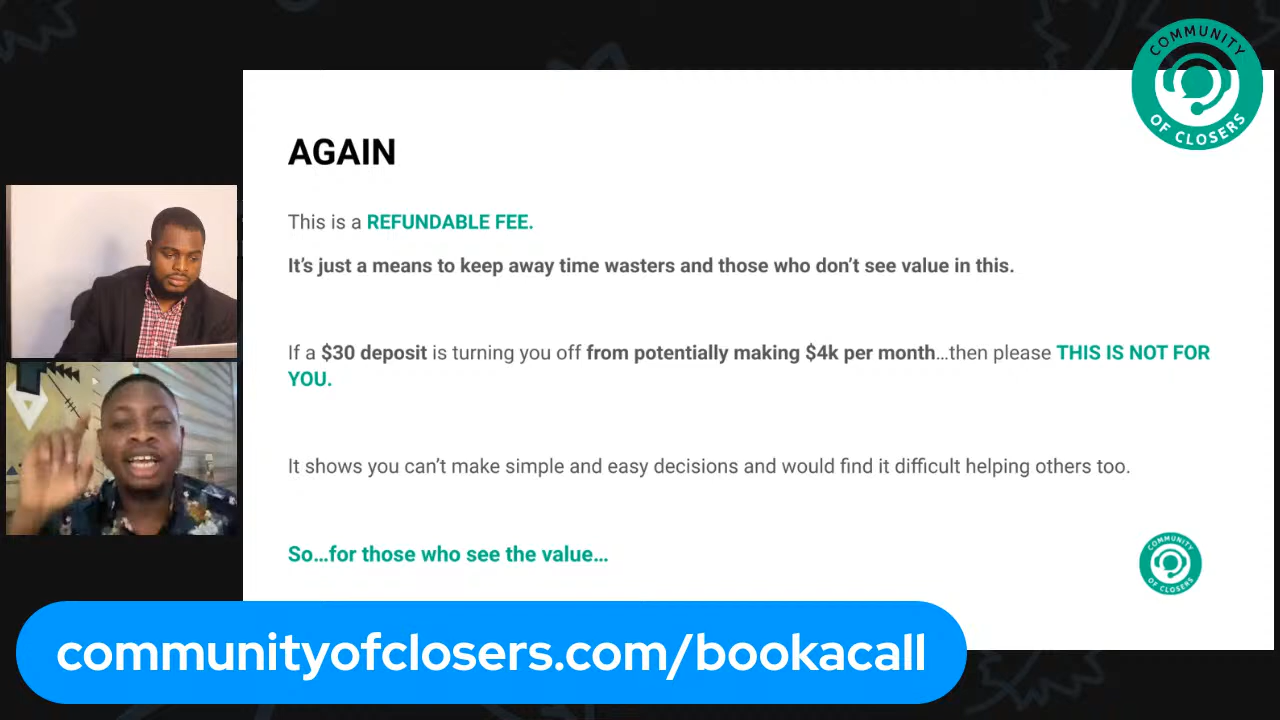 COMMUNITY
OF CLOSERS
AGAIN
This is a REFUNDABLE FEE.
It’s just a means to keep away time wasters and those who don’t see value in this.
If a $30 deposit is turning you off from potentially making $4k per month…then please THIS IS NOT FOR
YOU.
It shows you can’t make simple and easy decisions and would find it difficult helping others too.
So…for those who see the value…
COMMUNITY
OF CLOSERS
communityofclosers.com/bookacall